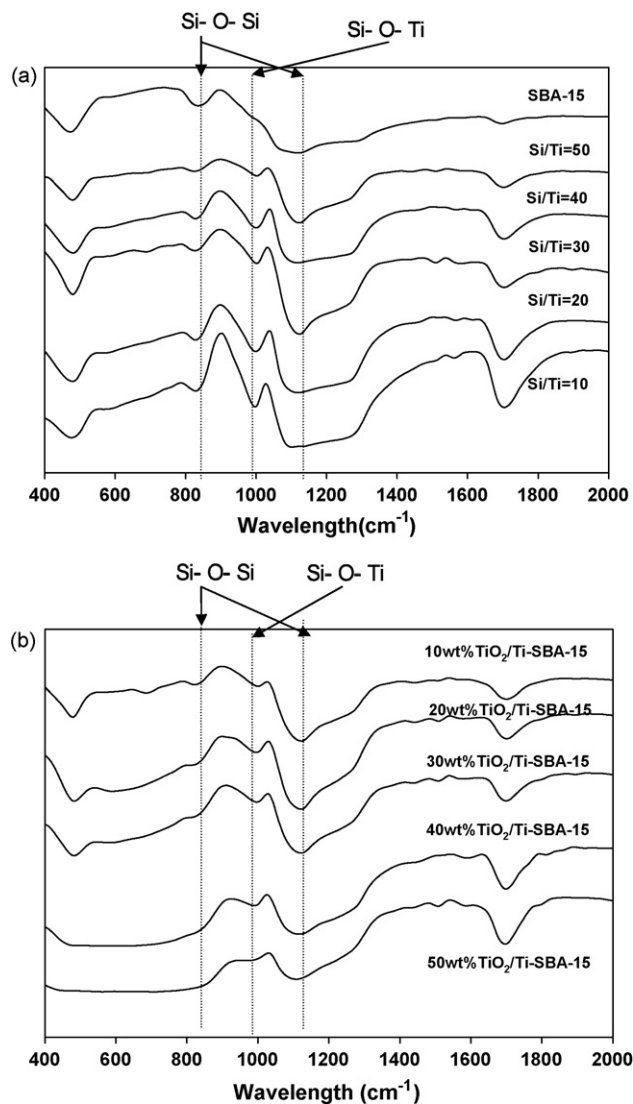 Si- O- Si
Si- O- Ti
(a)
SBA-15
Si/Ti=50
Si/Ti=40
Si/Ti=30
Si/Ti=20
Si/Ti=10
400 600 800 1000 1200 1400 1600 1800 2000
Wavelength(cm⁻¹)
Si- O- Si
Si- O- Ti
(b)
10wt%TiO₂/Ti-SBA-15
20wt%TiO₂/Ti-SBA-15
30wt%TiO₂/Ti-SBA-15
40wt%TiO₂/Ti-SBA-15
50wt%TiO₂/Ti-SBA-15
400 600 800 1000 1200 1400 1600 1800 2000
Wavelength (cm⁻¹)